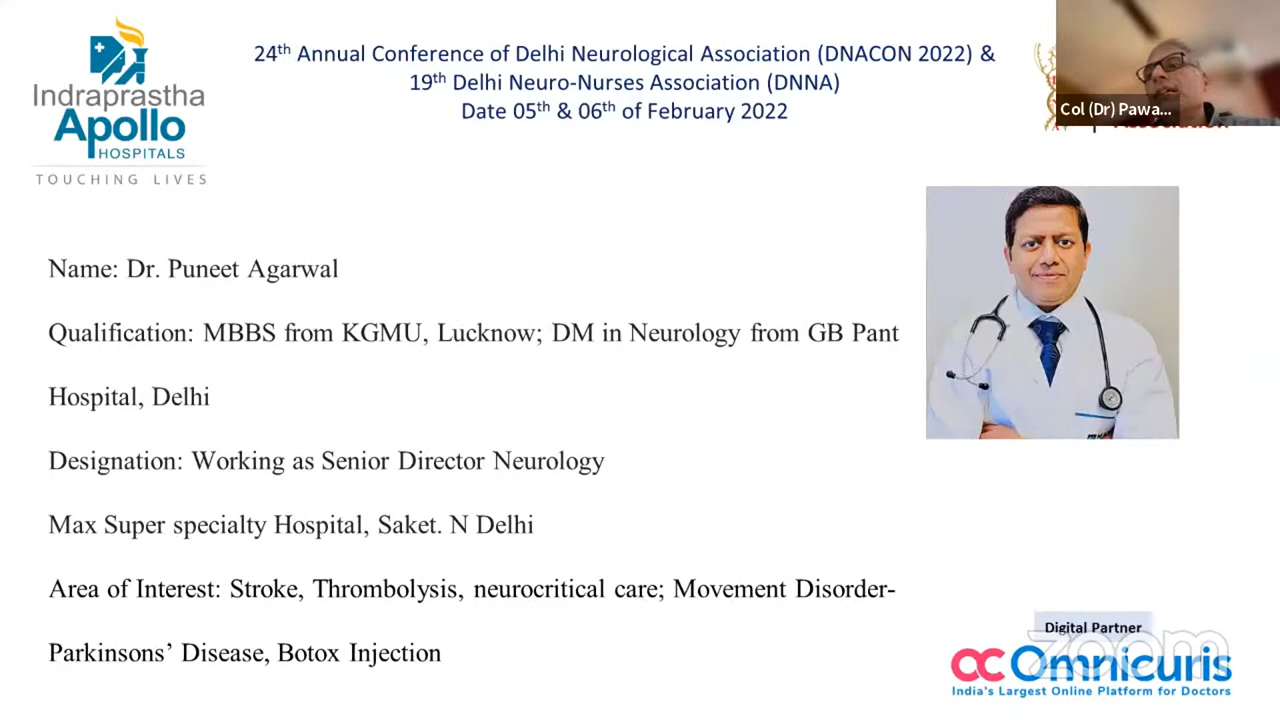 Indraprastha
Apollo
HOSPITALS
TOUCHING LIVES
24th Annual Conference of Delhi Neurological Association (DNACON 2022) &
19th Delhi Neuro-Nurses Association (DNNA)
Date 05th & 06th of February 2022
Col (Dr) Pawa...
Association
Name: Dr. Puneet Agarwal
Qualification: MBBS from KGMU, Lucknow; DM in Neurology from GB Pant
Hospital, Delhi
Designation: Working as Senior Director Neurology
Max Super specialty Hospital, Saket. N Delhi
Area of Interest: Stroke, Thrombolysis, neurocritical care; Movement Disorder-
Parkinsons’ Disease, Botox Injection
Digital Partner
zoom
Omnicuris
India's Largest Online Platform for Doctors